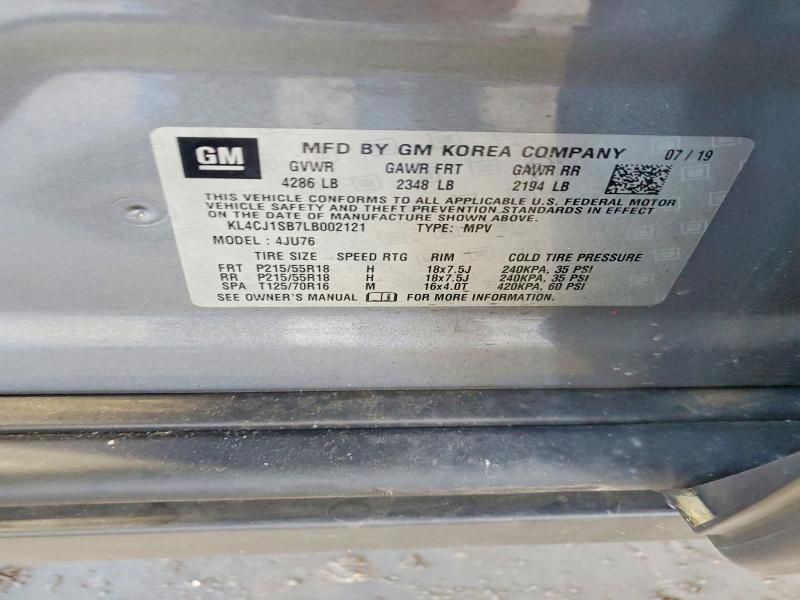 GM
MFD BY GM KOREA COMPANY 07 / 19
GVWR GAWR FRT GAWR RR
4286 LB 2348 LB 2194 LB
THIS VEHICLE CONFORMS TO ALL APPLICABLE U.S. FEDERAL MOTOR
VEHICLE SAFETY AND THEFT PREVENTION STANDARDS IN EFFECT
ON THE DATE OF MANUFACTURE SHOWN ABOVE.
KL4CJ1SB7LB002121 TYPE: MPV
MODEL : 4JU76
TIRE SIZE SPEED RTG RIM COLD TIRE PRESSURE
FRT P215/55R18 H 18x7.5J 240KPA, 35 PSI
RR P215/55R18 H 18x7.5J 240KPA, 35 PSI
SPA T125/70R16 M 16x4.0T 420KPA, 60 PSI
SEE OWNER'S MANUAL FOR MORE INFORMATION.